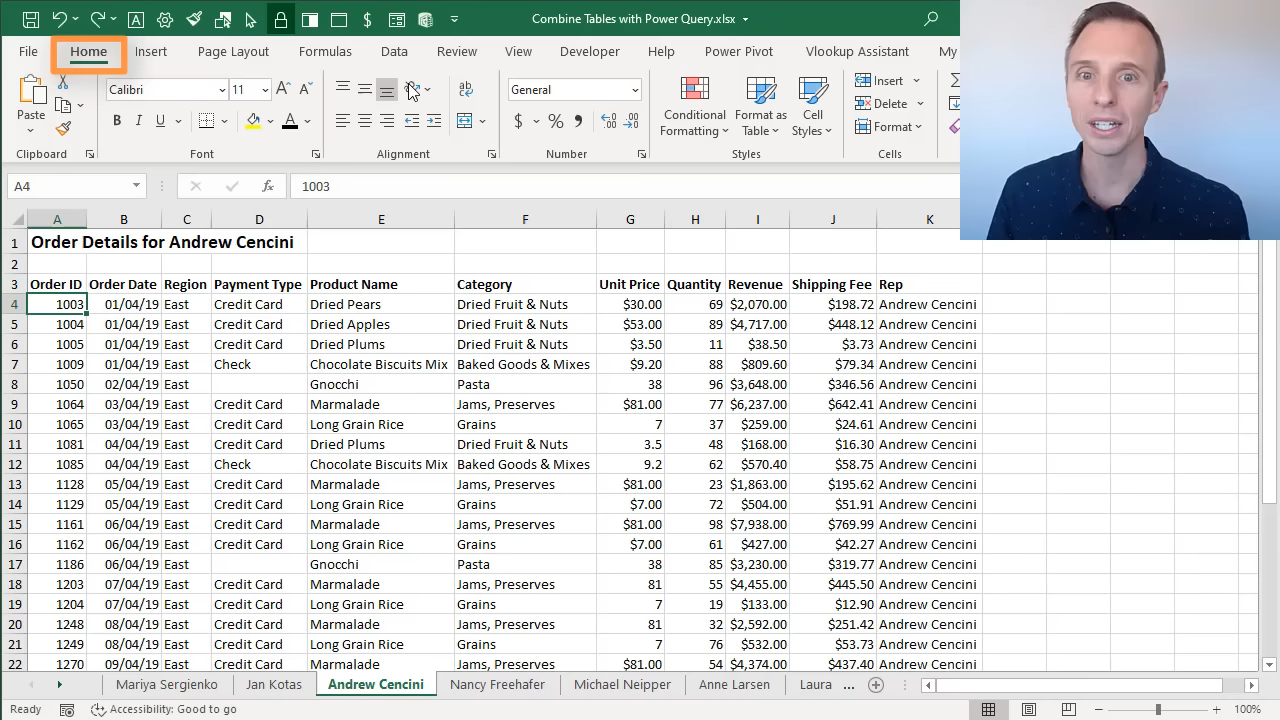 Combine Tables with Power Query.xlsx
File Home Insert Page Layout Formulas Data Review View Developer Help Power Pivot Vlookup Assistant My
Calibri 11 General Insert
Paste Conditional Format as Cell Delete
Formatting Table Styles Format
Clipboard Font Alignment Number Styles Cells
A4 fx 1003
A B C D E F G H I J K
1 Order Details for Andrew Cencini
2
3 Order ID Order Date Region Payment Type Product Name Category Unit Price Quantity Revenue Shipping Fee Rep
4 1003 01/04/19 East Credit Card Dried Pears Dried Fruit & Nuts $30.00 69 $2,070.00 $198.72 Andrew Cencini
5 1004 01/04/19 East Credit Card Dried Apples Dried Fruit & Nuts $53.00 89 $4,717.00 $448.12 Andrew Cencini
6 1005 01/04/19 East Credit Card Dried Plums Dried Fruit & Nuts $3.50 11 $38.50 $3.73 Andrew Cencini
7 1009 01/04/19 East Check Chocolate Biscuits Mix Baked Goods & Mixes $9.20 88 $809.60 $79.34 Andrew Cencini
8 1050 02/04/19 East Gnocchi Pasta 38 96 $3,648.00 $346.56 Andrew Cencini
9 1064 03/04/19 East Credit Card Marmalade Jams, Preserves $81.00 77 $6,237.00 $642.41 Andrew Cencini
10 1065 03/04/19 East Credit Card Long Grain Rice Grains 7 37 $259.00 $24.61 Andrew Cencini
11 1081 04/04/19 East Credit Card Dried Plums Dried Fruit & Nuts 3.5 48 $168.00 $16.30 Andrew Cencini
12 1085 04/04/19 East Check Chocolate Biscuits Mix Baked Goods & Mixes 9.2 62 $570.40 $58.75 Andrew Cencini
13 1128 05/04/19 East Credit Card Marmalade Jams, Preserves $81.00 23 $1,863.00 $195.62 Andrew Cencini
14 1129 05/04/19 East Credit Card Long Grain Rice Grains $7.00 72 $504.00 $51.91 Andrew Cencini
15 1161 06/04/19 East Credit Card Marmalade Jams, Preserves $81.00 98 $7,938.00 $769.99 Andrew Cencini
16 1162 06/04/19 East Credit Card Long Grain Rice Grains $7.00 61 $427.00 $42.27 Andrew Cencini
17 1186 06/04/19 East Gnocchi Pasta 38 85 $3,230.00 $319.77 Andrew Cencini
18 1203 07/04/19 East Credit Card Marmalade Jams, Preserves 81 55 $4,455.00 $445.50 Andrew Cencini
19 1204 07/04/19 East Credit Card Long Grain Rice Grains 7 19 $133.00 $12.90 Andrew Cencini
20 1248 08/04/19 East Credit Card Marmalade Jams, Preserves 81 32 $2,592.00 $251.42 Andrew Cencini
21 1249 08/04/19 East Credit Card Long Grain Rice Grains 7 76 $532.00 $53.73 Andrew Cencini
22 1270 09/04/19 East Credit Card Marmalade Jams, Preserves $81.00 54 $4,374.00 $437.40 Andrew Cencini
Mariya Sergienko Jan Kotas Andrew Cencini Nancy Freehafer Michael Neipper Anne Larsen Laura ...
Ready Accessibility: Good to go 100%